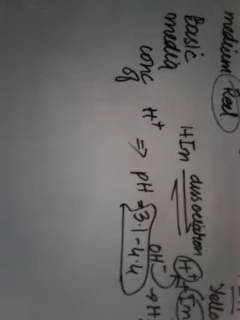 medium (Red
Yello
HIn dissociation ⇌ H⁺ + In
Basic media
OH⁻ → H
conc of H⁺ ⇒ pH = 3.1-4.4